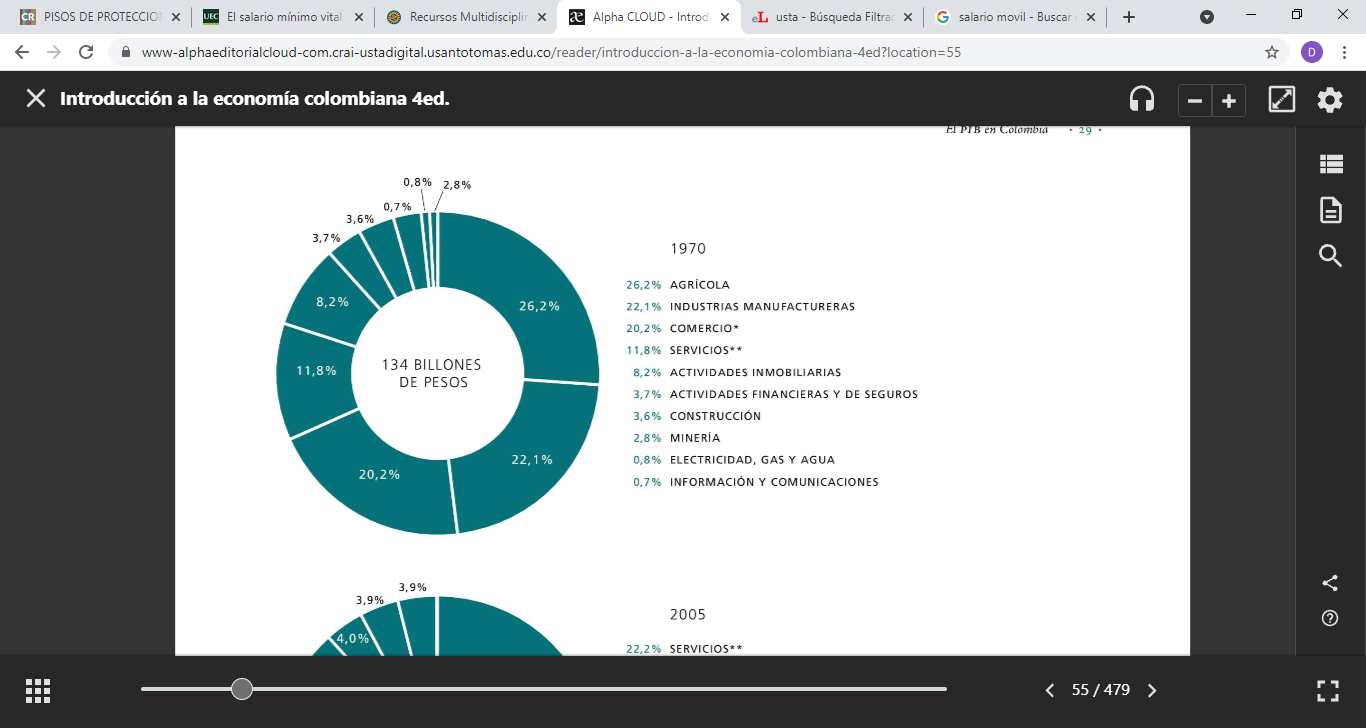 PISOS DE PROTECCION
El salario mínimo vital
Recursos Multidisciplin
Alpha CLOUD - Introdu
usta - Búsqueda Filtrad
salario movil - Buscar
www-alphaeditorialcloud-com.crai-ustadigital.usantotomas.edu.co/reader/introduccion-a-la-economia-colombiana-4ed?location=55
D
Introducción a la economía colombiana 4ed.
El PIB en Colombia • 29 •
0,8% 2,8%
0,7%
3,6%
3,7%
8,2%
11,8%
20,2%
22,1%
26,2%
134 BILLONES
DE PESOS
1970
26,2% AGRÍCOLA
22,1% INDUSTRIAS MANUFACTURERAS
20,2% COMERCIO*
11,8% SERVICIOS**
8,2% ACTIVIDADES INMOBILIARIAS
3,7% ACTIVIDADES FINANCIERAS Y DE SEGUROS
3,6% CONSTRUCCIÓN
2,8% MINERÍA
0,8% ELECTRICIDAD, GAS Y AGUA
0,7% INFORMACIÓN Y COMUNICACIONES
3,9%
3,9%
4,0%
2005
22,2% SERVICIOS**
55 / 479